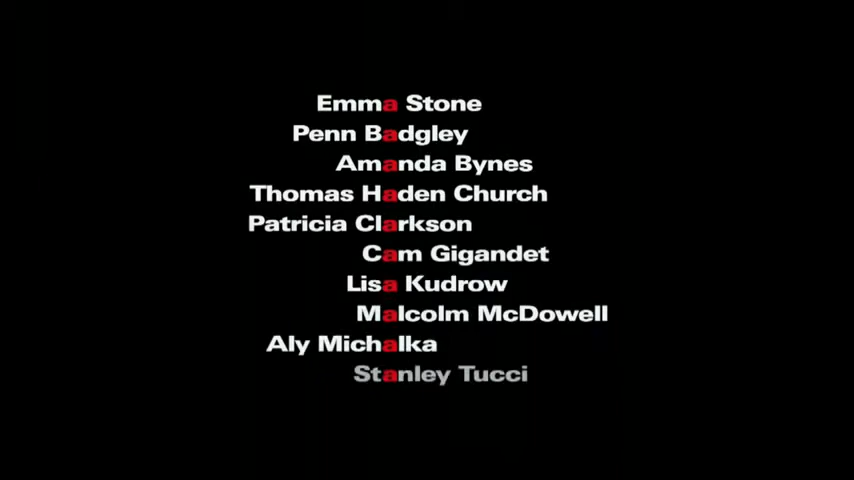 Emma Stone
Penn Badgley
Amanda Bynes
Thomas Haden Church
Patricia Clarkson
Cam Gigandet
Lisa Kudrow
Malcolm McDowell
Aly Michalka
Stanley Tucci